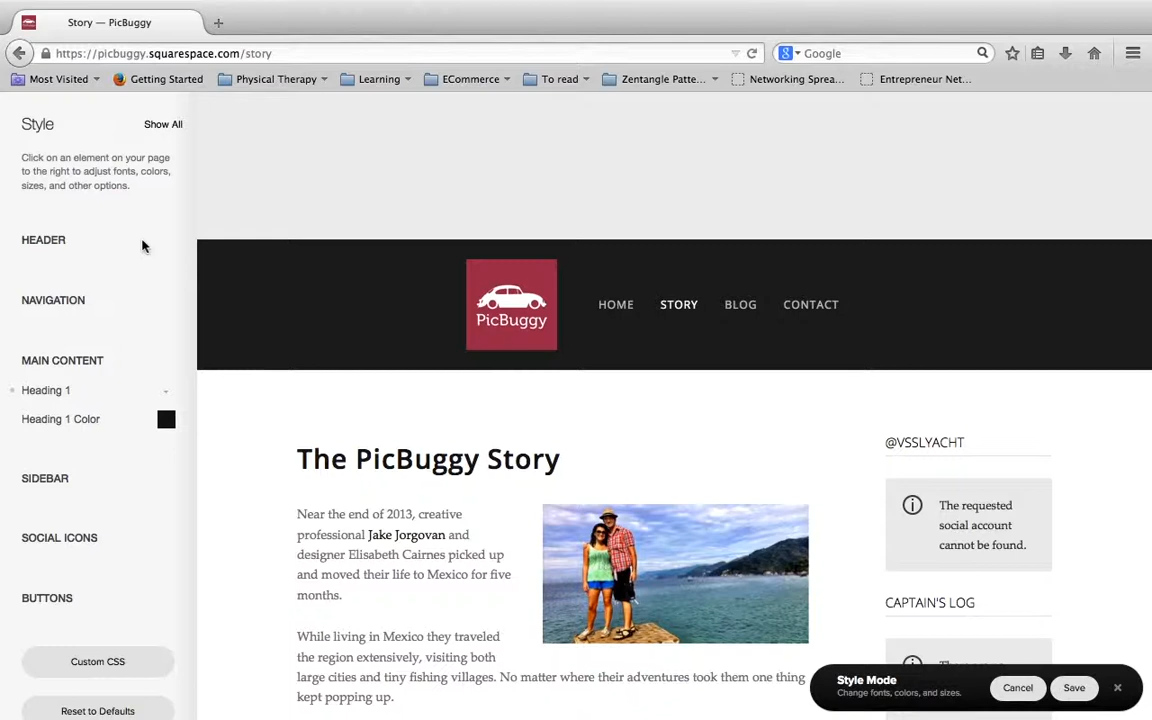 Story — PicBuggy
https://picbuggy.squarespace.com/story
Google
Most Visited
Getting Started
Physical Therapy
Learning
ECommerce
To read
Zentangle Patte...
Networking Sprea...
Entrepreneur Net...
Style
Show All
Click on an element on your page
to the right to adjust fonts, colors,
sizes, and other options.
HEADER
NAVIGATION
MAIN CONTENT
Heading 1
Heading 1 Color
SIDEBAR
SOCIAL ICONS
BUTTONS
Custom CSS
Reset to Defaults
PicBuggy
HOME
STORY
BLOG
CONTACT
The PicBuggy Story
Near the end of 2013, creative
professional Jake Jorgovan and
designer Elisabeth Cairnes picked up
and moved their life to Mexico for five
months.
While living in Mexico they traveled
the region extensively, visiting both
large cities and tiny fishing villages. No matter where their adventures took them one thing
kept popping up.
@VSSLYACHT
The requested
social account
cannot be found.
CAPTAIN'S LOG
Style Mode
Change fonts, colors, and sizes.
Cancel
Save